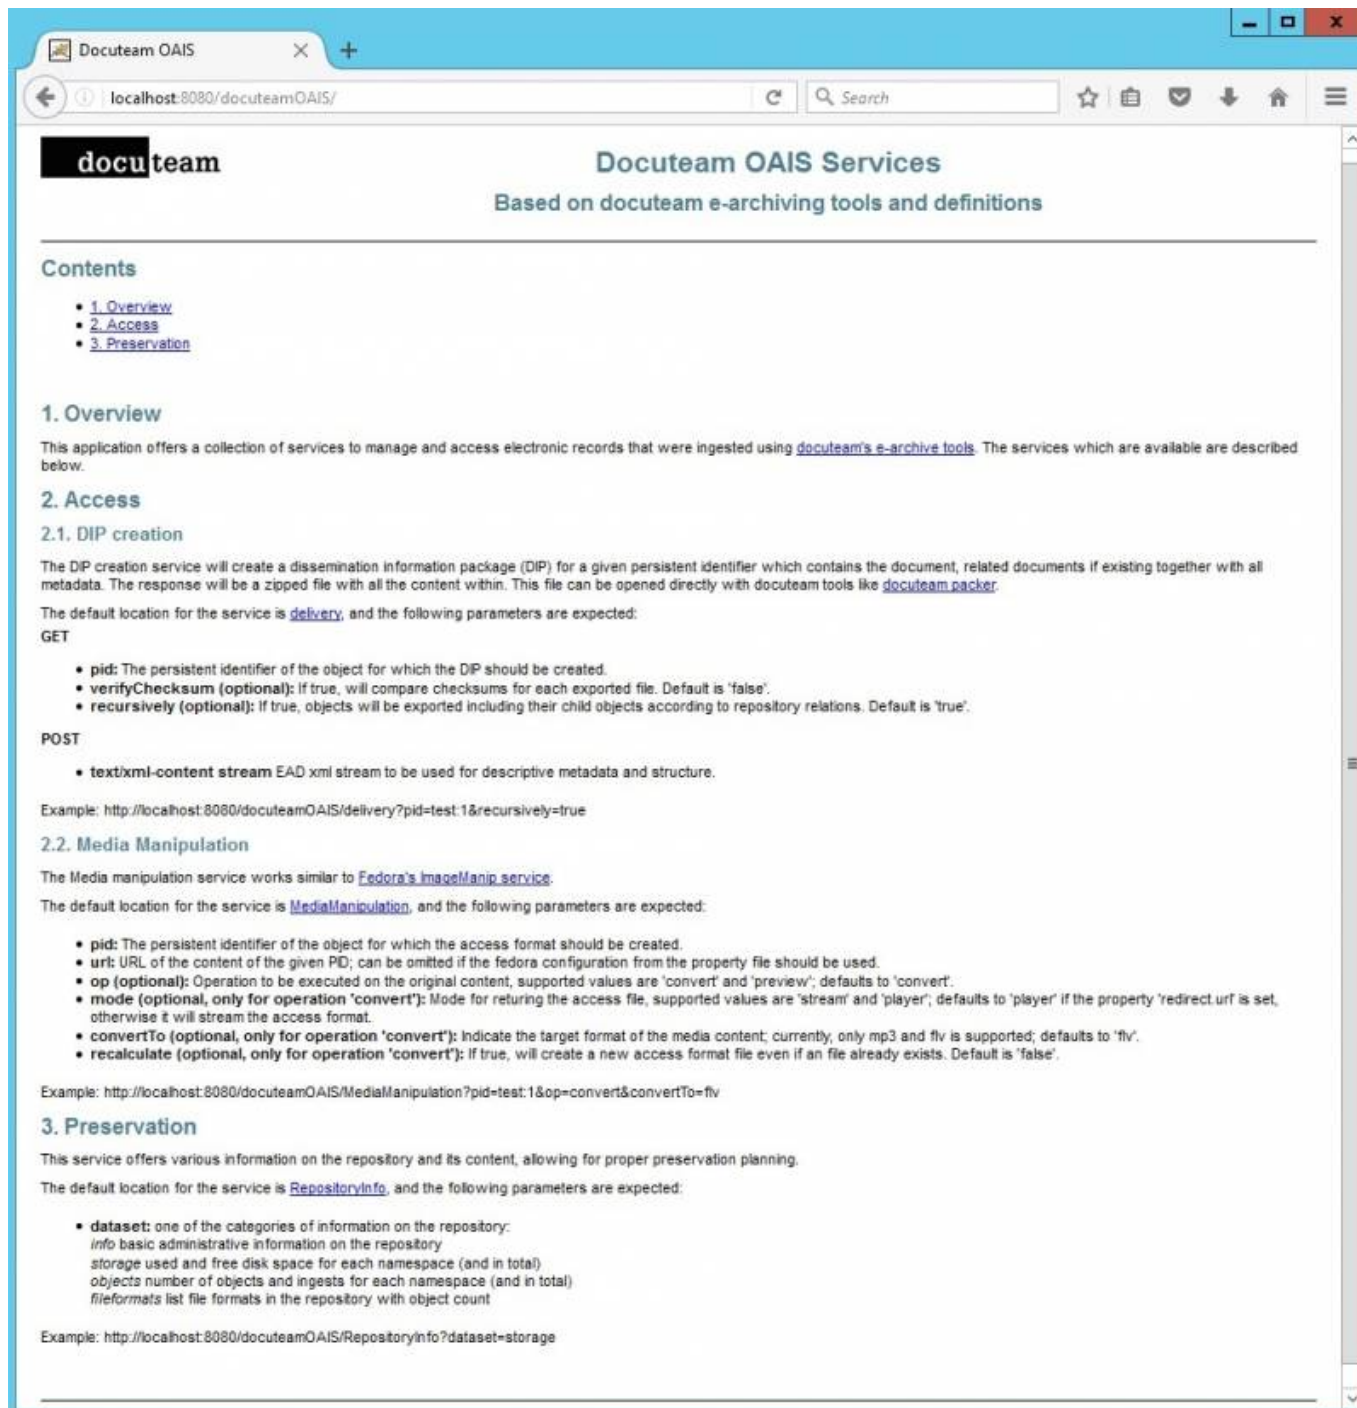 Docuteam OAIS
localhost:8080/docuteamOAIS/
Search
docuteam
Docuteam OAIS Services
Based on docuteam e-archiving tools and definitions
Contents
1. Overview
2. Access
3. Preservation
1. Overview
This application offers a collection of services to manage and access electronic records that were ingested using docuteam's e-archive tools. The services which are available are described
below.
2. Access
2.1. DIP creation
The DIP creation service will create a dissemination information package (DIP) for a given persistent identifier which contains the document, related documents if existing together with all
metadata. The response will be a zipped file with all the content within. This file can be opened directly with docuteam tools like docuteam packer.
The default location for the service is delivery, and the following parameters are expected:
GET
• pid: The persistent identifier of the object for which the DIP should be created.
• verifyChecksum (optional): If true, will compare checksums for each exported file. Default is 'false'.
• recursively (optional): If true, objects will be exported including their child objects according to repository relations. Default is 'true'.
POST
• text/xml-content stream EAD xml stream to be used for descriptive metadata and structure.
Example: http://localhost:8080/docuteamOAIS/delivery?pid=test:1&recursively=true
2.2. Media Manipulation
The Media manipulation service works similar to Fedora's ImageManip service.
The default location for the service is MediaManipulation, and the following parameters are expected:
• pid: The persistent identifier of the object for which the access format should be created.
• url: URL of the content of the given PID; can be omitted if the fedora configuration from the property file should be used.
• op (optional): Operation to be executed on the original content, supported values are 'convert' and 'preview'; defaults to 'convert'.
• mode (optional, only for operation 'convert'): Mode for returing the access file, supported values are 'stream' and 'player'; defaults to 'player' if the property 'redirect.url' is set,
otherwise it will stream the access format.
• convertTo (optional, only for operation 'convert'): Indicate the target format of the media content; currently, only mp3 and flv is supported; defaults to 'flv'.
• recalculate (optional, only for operation 'convert'): If true, will create a new access format file even if an file already exists. Default is 'false'.
Example: http://localhost:8080/docuteamOAIS/MediaManipulation?pid=test:1&op=convert&convertTo=flv
3. Preservation
This service offers various information on the repository and its content, allowing for proper preservation planning.
The default location for the service is RepositoryInfo, and the following parameters are expected:
• dataset: one of the categories of information on the repository:
info basic administrative information on the repository
storage used and free disk space for each namespace (and in total)
objects number of objects and ingests for each namespace (and in total)
fileformats list file formats in the repository with object count
Example: http://localhost:8080/docuteamOAIS/RepositoryInfo?dataset=storage